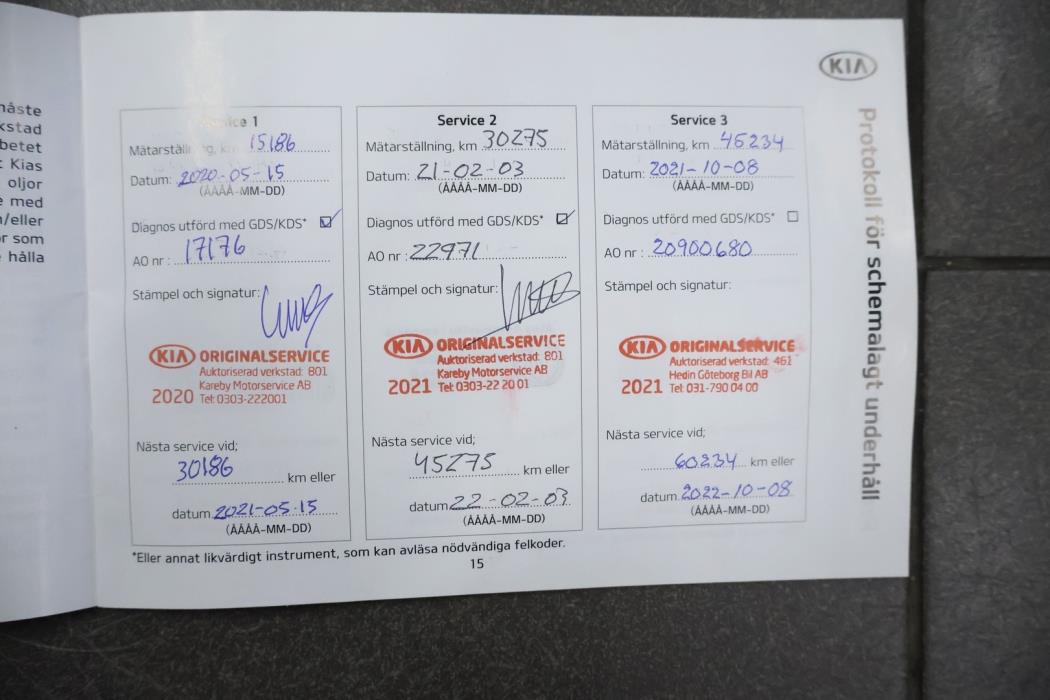 måste
kstad
betet
Kias
oljor
e med
n/eller
r som
hålla
KIA
Protokoll för schemalagt underhåll
Service 1
Mätarställning, km 15186
Datum: 2020-05-15
(ÅÅÅÅ-MM-DD)
Diagnos utförd med GDS/KDS*
AO nr: 17176
Stämpel och signatur:
KIA ORIGINALSERVICE
Auktoriserad verkstad: 801
Kareby Motorservice AB
2020 Tel: 0303-222001
Nästa service vid;
30186 km eller
datum 2021-05-15
(ÅÅÅÅ-MM-DD)
Service 2
Mätarställning, km 30275
Datum: 21-02-03
(ÅÅÅÅ-MM-DD)
Diagnos utförd med GDS/KDS*
AO nr: 22971
Stämpel och signatur:
KIA ORIGINALSERVICE
Auktoriserad verkstad: 801
Kareby Motorservice AB
2021 Tel: 0303-22 20 01
Nästa service vid;
45275 km eller
datum 22-02-03
(ÅÅÅÅ-MM-DD)
Service 3
Mätarställning, km 45234
Datum: 2021-10-08
(ÅÅÅÅ-MM-DD)
Diagnos utförd med GDS/KDS*
AO nr: 20900680
Stämpel och signatur:
KIA ORIGINALSERVICE
Auktoriserad verkstad: 461
Hedin Göteborg Bil AB
2021 Tel: 031-790 04 00
Nästa service vid;
60234 km eller
datum 2022-10-08
(ÅÅÅÅ-MM-DD)
*Eller annat likvärdigt instrument, som kan avläsa nödvändiga felkoder.
15